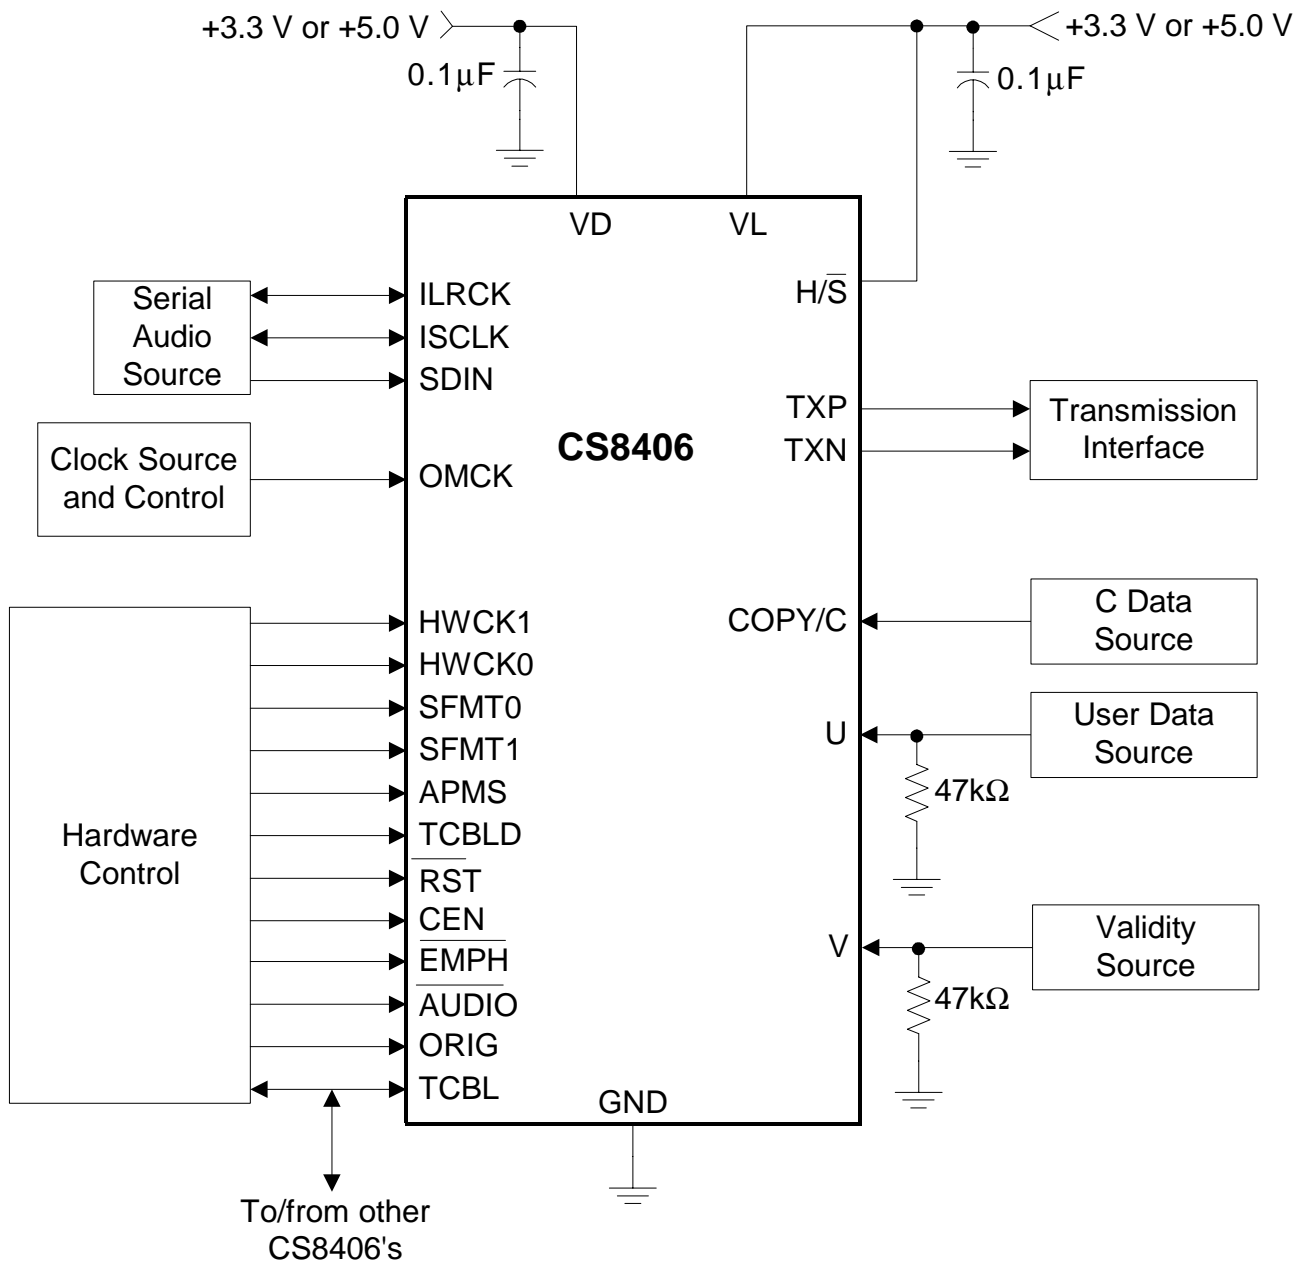 +3.3 V or +5.0 V
+3.3 V or +5.0 V
0.1µF
0.1µF
VD
VL
H/S̅
Serial
Audio
Source
ILRCK
ISCLK
SDIN
CS8406
TXP
TXN
Transmission
Interface
Clock Source
and Control
OMCK
Hardware
Control
HWCK1
HWCK0
SFMT0
SFMT1
APMS
TCBLD
R̅S̅T̅
CEN
E̅M̅P̅H̅
A̅U̅D̅I̅O̅
ORIG
TCBL
COPY/C
C Data
Source
U
User Data
Source
47kΩ
V
Validity
Source
47kΩ
GND
To/from other
CS8406's